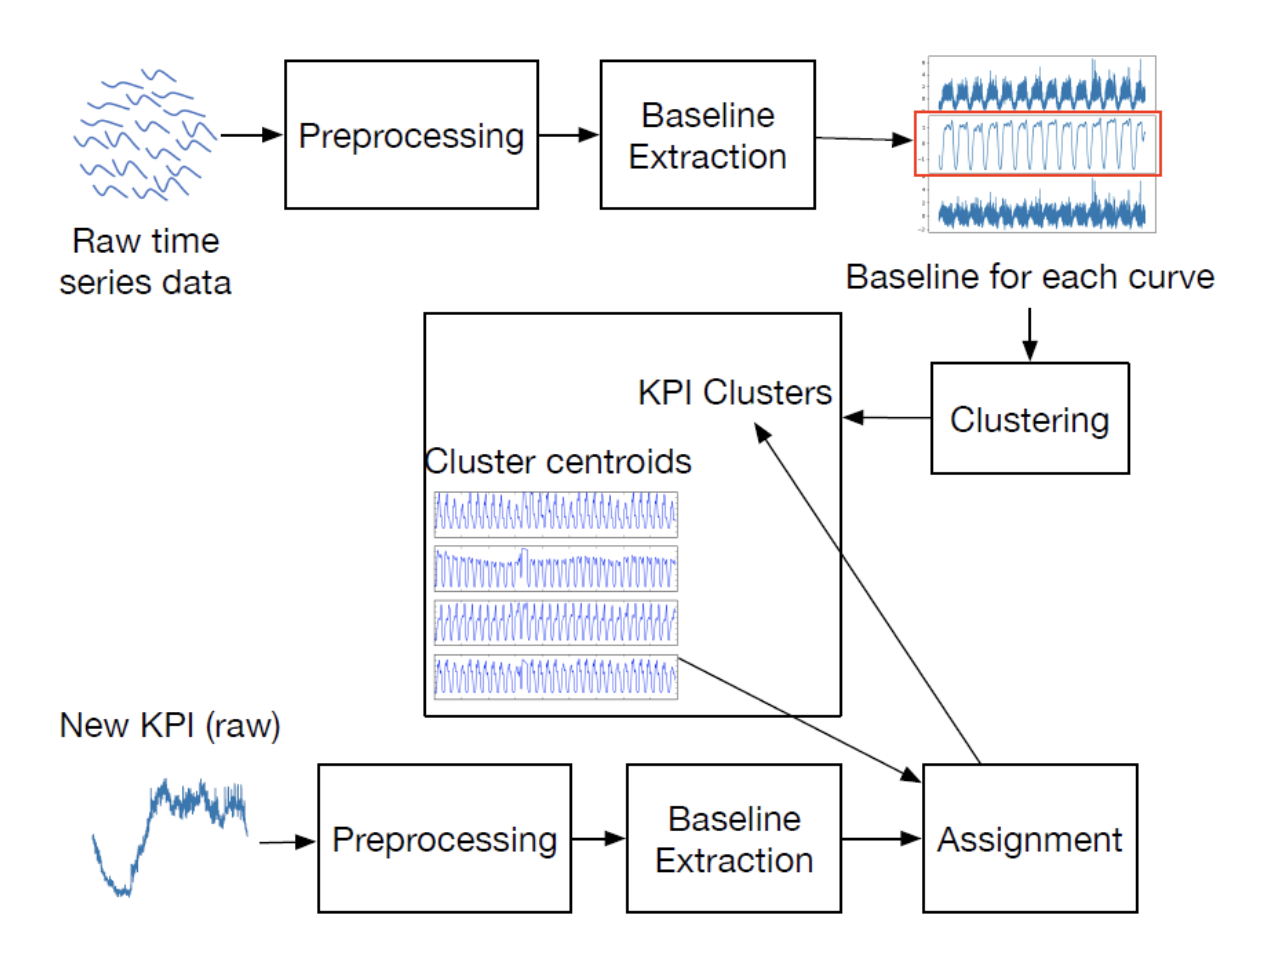 Preprocessing
Baseline
Extraction
Raw time
series data
Baseline for each curve
KPI Clusters
Clustering
Cluster centroids
New KPI (raw)
Preprocessing
Baseline
Extraction
Assignment